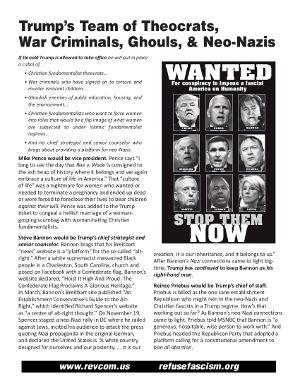 Trump's Team of Theocrats,
War Criminals, Ghouls, & Neo-Nazis
If Donald Trump is allowed to take office he will put in place
a cabal of
• Christian fundamentalist theocrats...
• War criminals who have signed on to torture and
murder innocent children...
• Ghoulish enemies of public education, housing, and
the environment...
• Christian fundamentalists who want to force women
into roles that would be a flip image of what women
are subjected to under Islamic fundamentalist
regimes...
• And his chief strategist and senior counselor who
brags about providing a platform for neo-Nazis.
Mike Pence would be vice president. Pence says "I
long to see the day that Roe v. Wade is consigned to
the ash heap of history where it belongs and we again
embrace a culture of life in America." That "culture
of life" was a nightmare for women who wanted or
needed to terminate a pregnancy and ended up dead
or were forced to foreclose their lives to bear children
against their will. Pence was added to the Trump
ticket to congeal a hellish marriage of a woman-
groping scumbag with woman-hating Christian
fundamentalists.
Steve Bannon would be Trump's chief strategist and
senior counselor. Bannon brags that his Breitbart
"news" website is a "platform" for the so-called "alt-
right." After a white supremacist massacred Black
people in a Charleston, South Carolina, church and
posed on Facebook with a Confederate flag, Bannon's
website declared, "Hoist It High And Proud: The
Confederate Flag Proclaims A Glorious Heritage."
In March, Bannon's Breitbart site published "An
Establishment Conservative's Guide to the Alt-
Right," which identified Richard Spencer's website
as "a center of alt-right thought." On November 19,
Spencer staged a neo-Nazi rally in DC where he railed
against Jews, incited his audience to attack the press
quoting Nazi propaganda in the original German,
and declared the United States is "A white country
designed for ourselves and our posterity ... It is our
WANTED
For conspiracy to impose a fascist
America on Humanity
TRUMP
PENCE
BANNON
STOP THEM
NOW
creation, it is our inheritance, and it belongs to us."
After Bannon's Nazi connections came to light big-
time, Trump has continued to keep Bannon as his
right-hand man.
Reince Priebus would be Trump's chief of staff.
Priebus is billed as the one sane establishment
Republican who might rein in the neo-Nazis and
Christian fascists in a Trump regime. How's that
working out so far? As Bannon's neo-Nazi connections
came to light, Priebus told MSNBC that Bannon is "a
generous, hospitable, wise person to work with." And
Priebus headed the Republican Party that adopted a
platform calling for a constitutional amendment to
ban all abortion.
www.revcom.us refusefascism.org